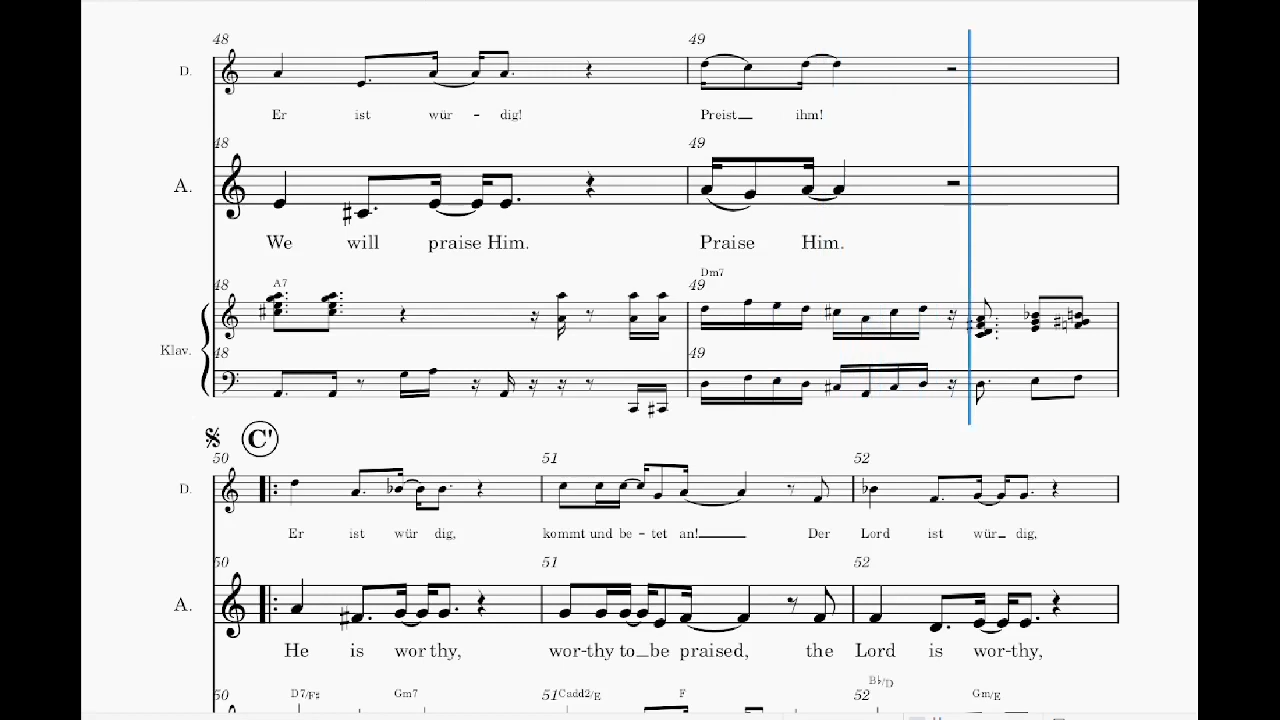 48 49
D.
Er ist wür - dig! Preist ihm!
48 49
A.
We will praise Him. Praise Him.
48 A7 49 Dm7
Klav.
48 49
C'
50 51 52
D.
Er ist wür dig, kommt und be - tet an! Der Lord ist wür dig,
50 51 52
A.
He is wor thy, wor-thy to be praised, the Lord is wor-thy,
50 D7/F♯ Gm7 51 Cadd2/E F 52 B♭/D Gm/E